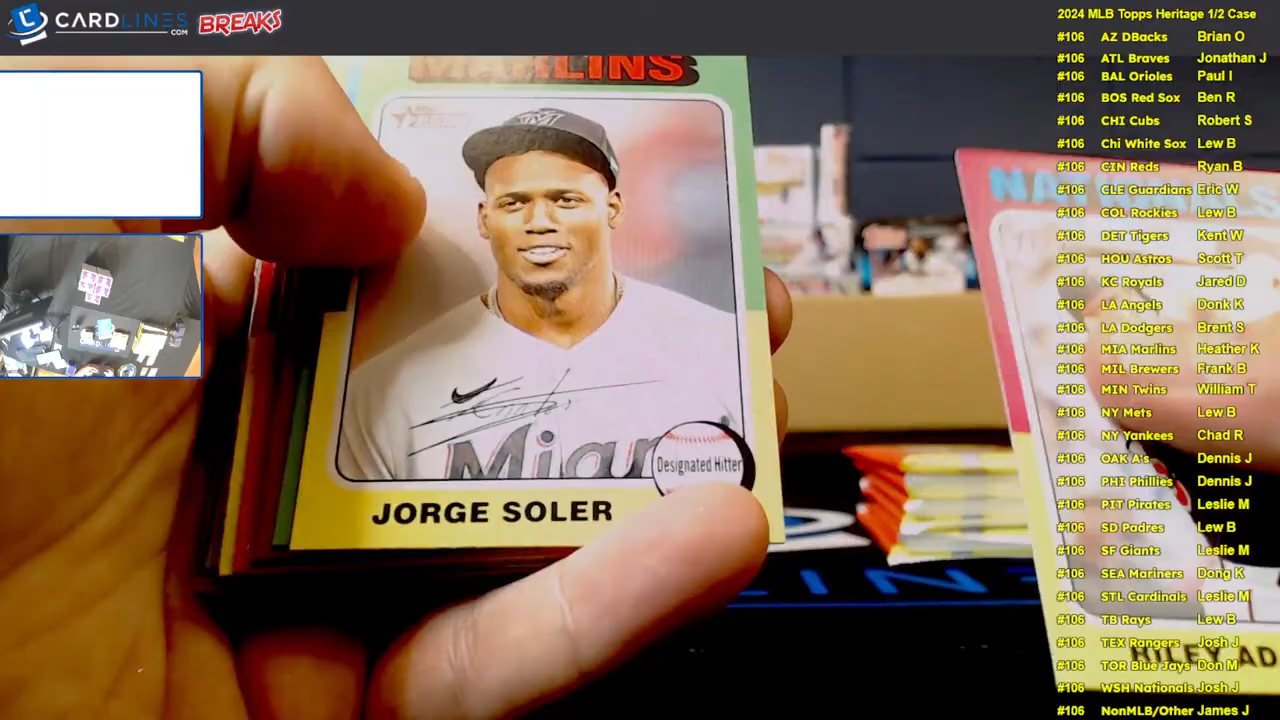 CARDLINES
.COM
BREAKS
2024 MLB Topps Heritage 1/2 Case
#106 AZ DBacks Brian O
#106 ATL Braves Jonathan J
#106 BAL Orioles Paul I
#106 BOS Red Sox Ben R
#106 CHI Cubs Robert S
#106 Chi White Sox Lew B
#106 CIN Reds Ryan B
#106 CLE Guardians Eric W
#106 COL Rockies Lew B
#106 DET Tigers Kent W
#106 HOU Astros Scott T
#106 KC Royals Jared D
#106 LA Angels Donk K
#106 LA Dodgers Brent S
#106 MIA Marlins Heather K
#106 MIL Brewers Frank B
#106 MIN Twins William T
#106 NY Mets Lew B
#106 NY Yankees Chad R
#106 OAK A's Dennis J
#106 PHI Phillies Dennis J
#106 PIT Pirates Leslie M
#106 SD Padres Lew B
#106 SF Giants Leslie M
#106 SEA Mariners Dong K
#106 STL Cardinals Leslie M
#106 TB Rays Lew B
#106 TEX Rangers Josh J
#106 TOR Blue Jays Don M
#106 WSH Nationals Josh J
#106 NonMLB/Other James J
MARLINS
Miami
Designated Hitter
JORGE SOLER
NATIONALS
RILEY AD